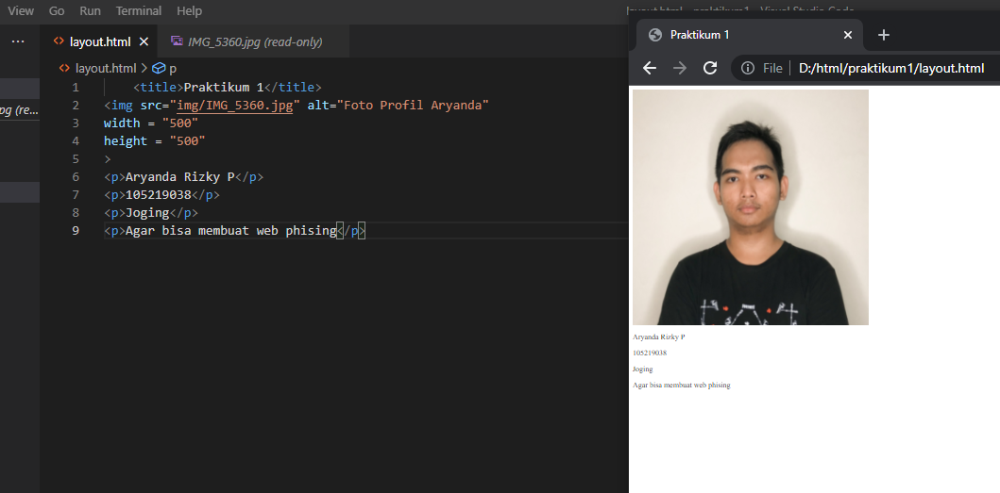 View Go Run Terminal Help
layout.html - praktikum1 - Visual Studio Code
layout.html
IMG_5360.jpg (read-only)
layout.html > p
pg (re...
1 <title>Praktikum 1</title>
2 <img src="img/IMG_5360.jpg" alt="Foto Profil Aryanda"
3 width = "500"
4 height = "500"
5 >
6 <p>Aryanda Rizky P</p>
7 <p>105219038</p>
8 <p>Joging</p>
9 <p>Agar bisa membuat web phising</p>
Praktikum 1
File D:/html/praktikum1/layout.html
Aryanda Rizky P
105219038
Joging
Agar bisa membuat web phising